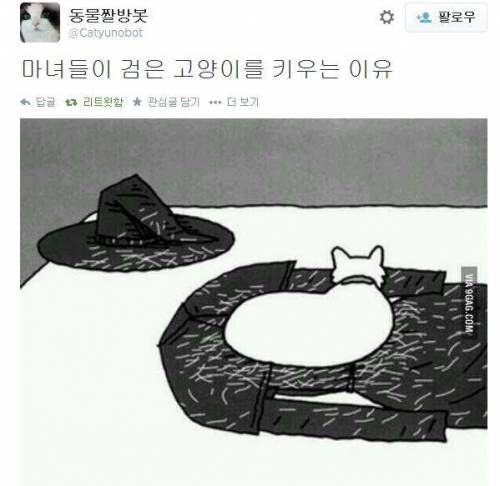 동물짤방봇
@Catyunobot
팔로우
마녀들이 검은 고양이를 키우는 이유
답글 리트윗함 관심글 담기 더 보기
VIA 9GAG.COM